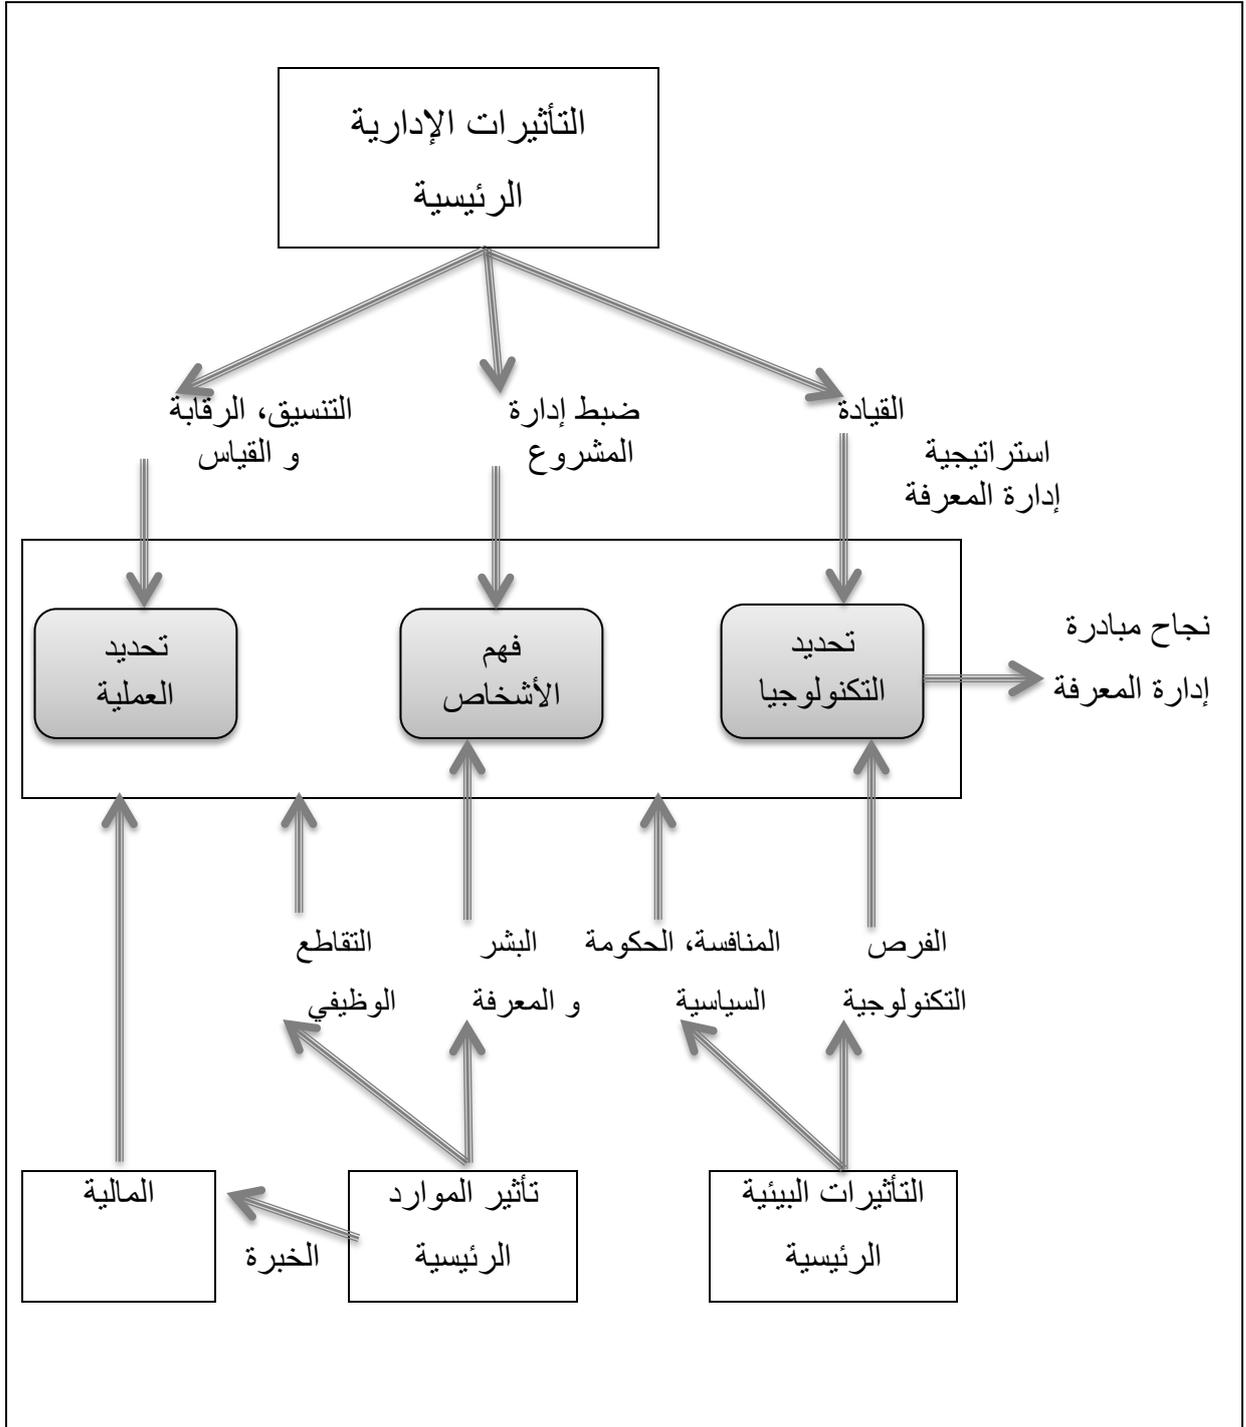 التأثيرات الإدارية
الرئيسية
القيادة
استراتيجية
إدارة المعرفة
ضبط إدارة
المشروع
التنسيق، الرقابة
و القياس
تحديد
التكنولوجيا
فهم
الأشخاص
تحديد
العملية
نجاح مبادرة
إدارة المعرفة
الفرص
التكنولوجية
المنافسة، الحكومة
السياسية
البشر
و المعرفة
التقاطع
الوظيفي
التأثيرات البيئية
الرئيسية
تأثير الموارد
الرئيسية
الخبرة
المالية